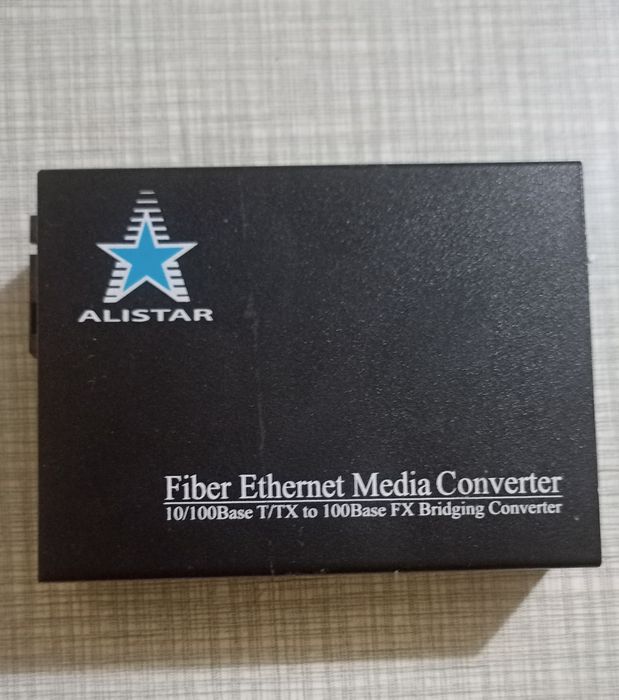 ALISTAR
Fiber Ethernet Media Converter
10/100Base T/TX to 100Base FX Bridging Converter